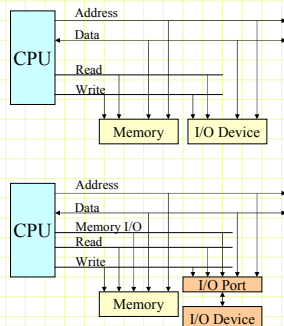 Address
Data
CPU
Read
Write
Memory I/O Device
Address
Data
CPU
Memory I/O
Read
Write
I/O Port
Memory
I/O Device